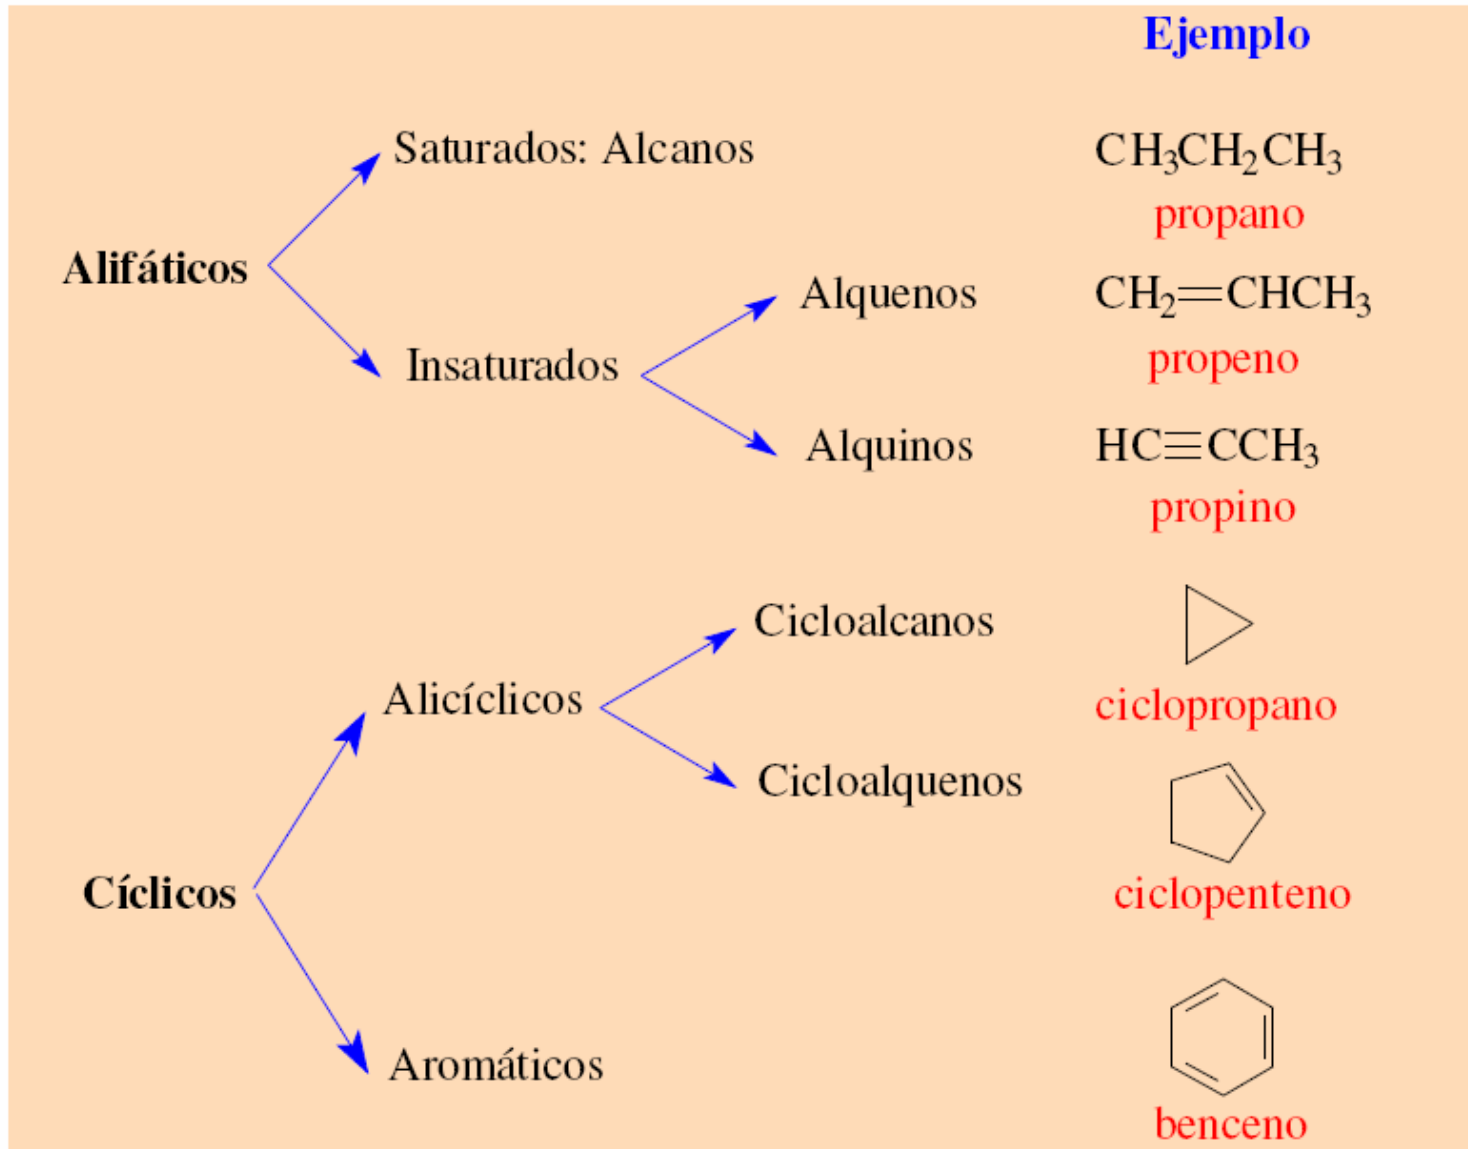 Ejemplo
Saturados: Alcanos
CH₃CH₂CH₃
propano
Alifáticos
Alquenos
CH₂=CHCH₃
propeno
Insaturados
Alquinos
HC≡CCH₃
propino
Cicloalcanos
Alicíclicos
ciclopropano
Cicloalquenos
Cíclicos
ciclopenteno
Aromáticos
benceno